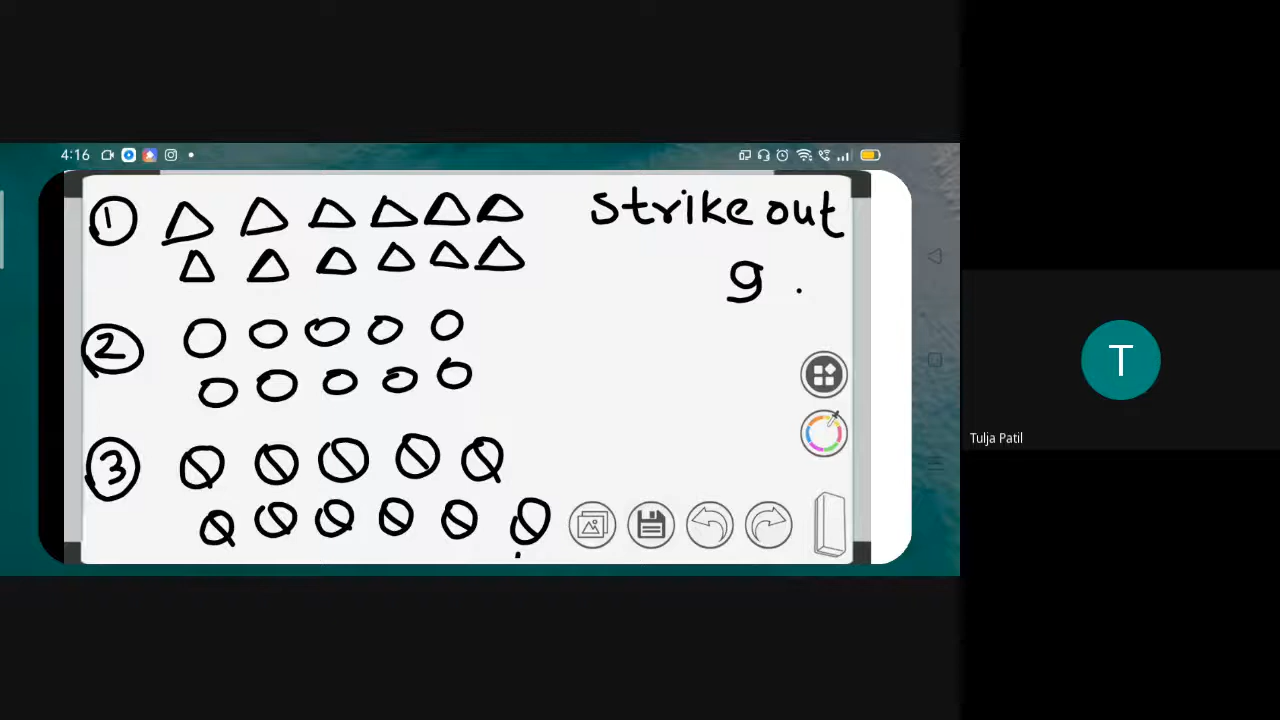 4:16
① strike out
9 .
②
③
T
Tulja Patil